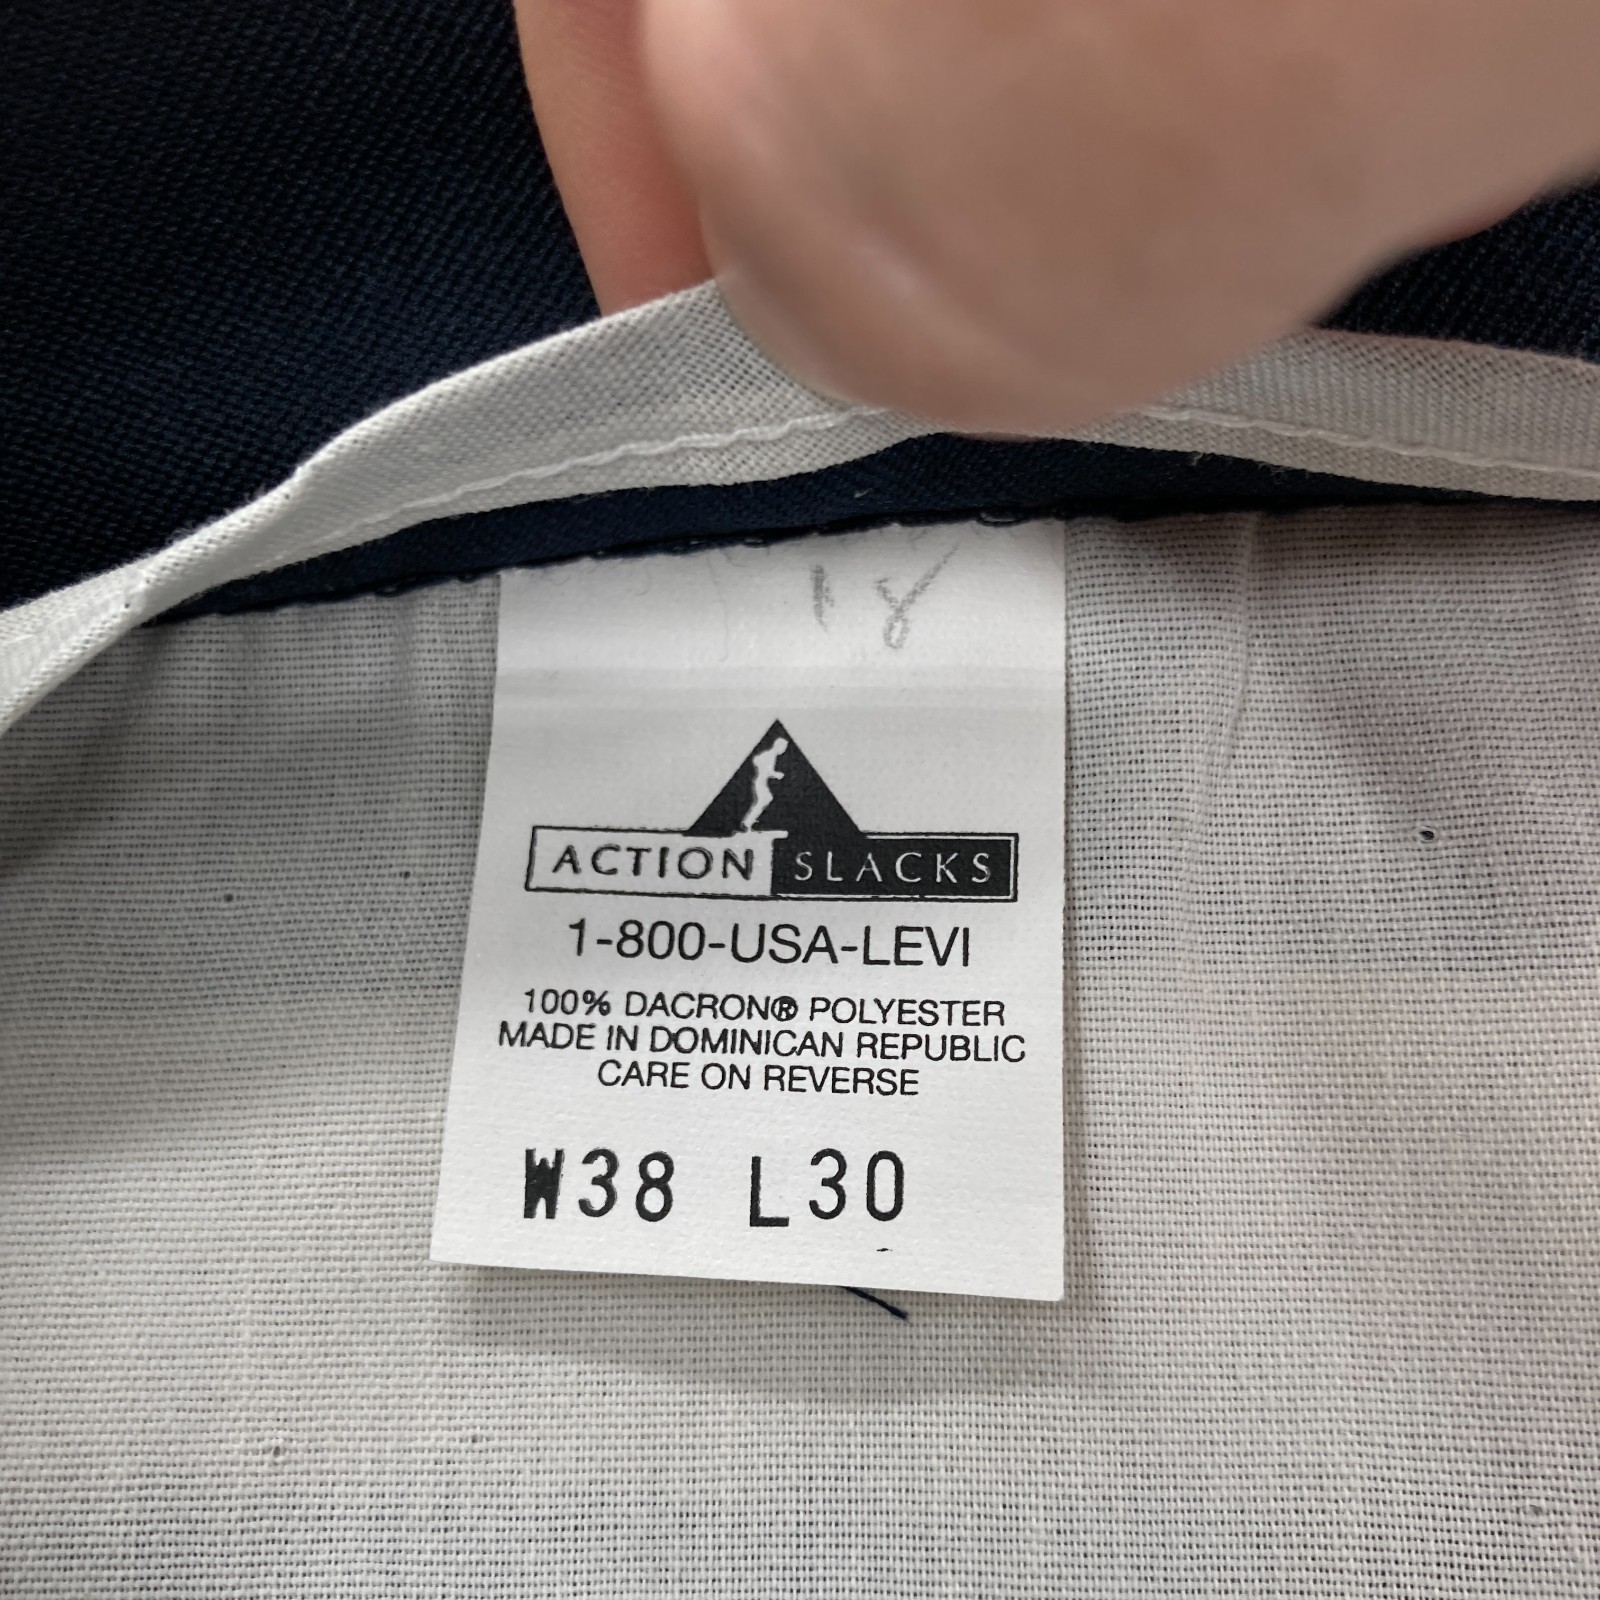 18
ACTION SLACKS
1-800-USA-LEVI
100% DACRON® POLYESTER
MADE IN DOMINICAN REPUBLIC
CARE ON REVERSE
W38 L30